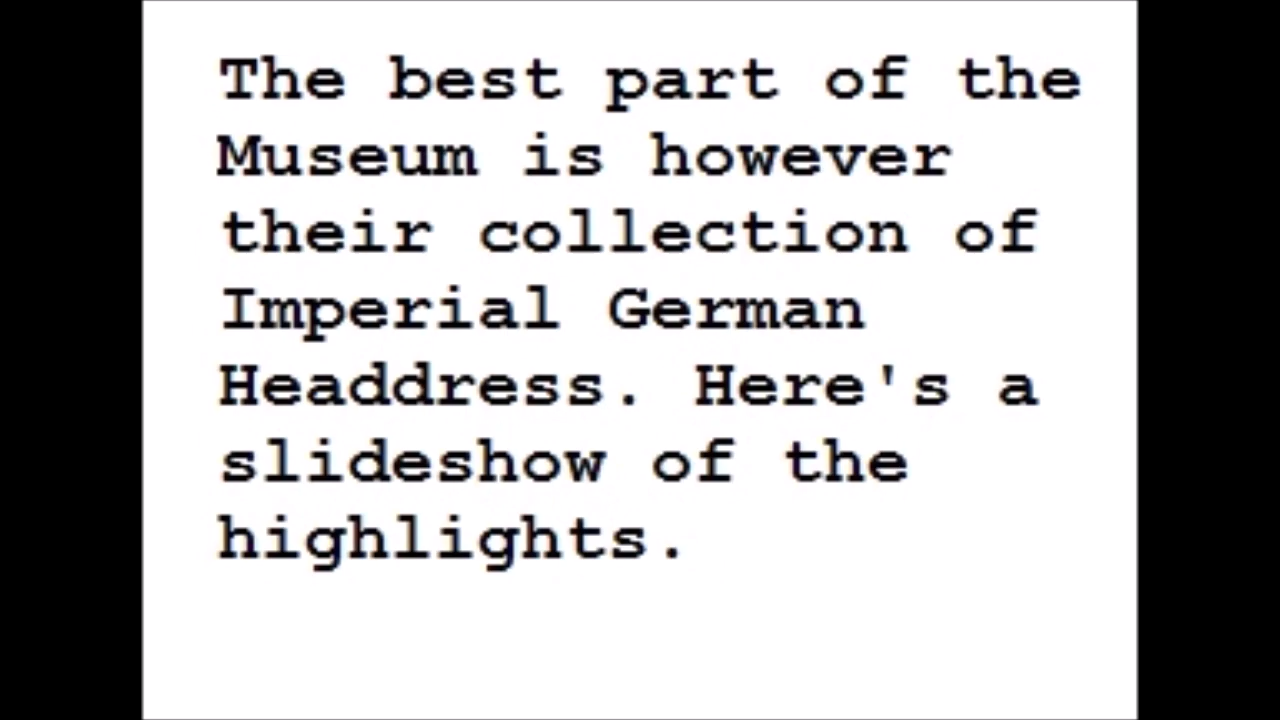 The best part of the
Museum is however
their collection of
Imperial German
Headdress. Here's a
slideshow of the
highlights.